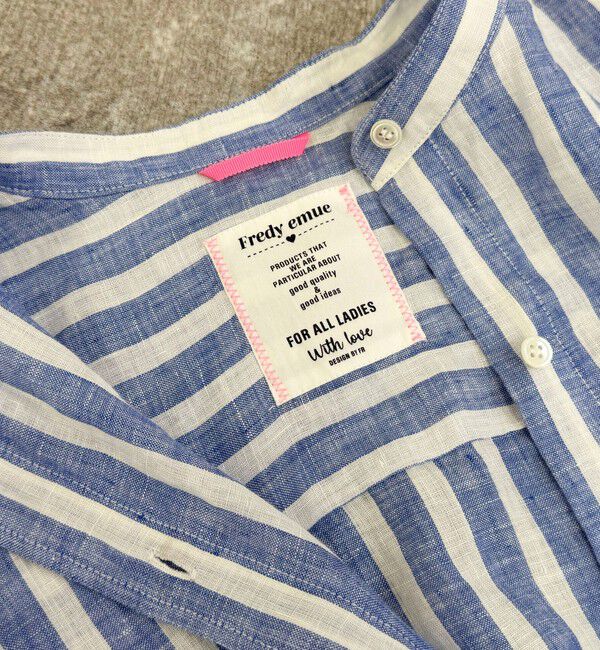 Fredy emue
PRODUCTS THAT
WE ARE
PARTICULAR ABOUT
good quality
&
good ideas
FOR ALL LADIES
With love
DESIGN BY FR